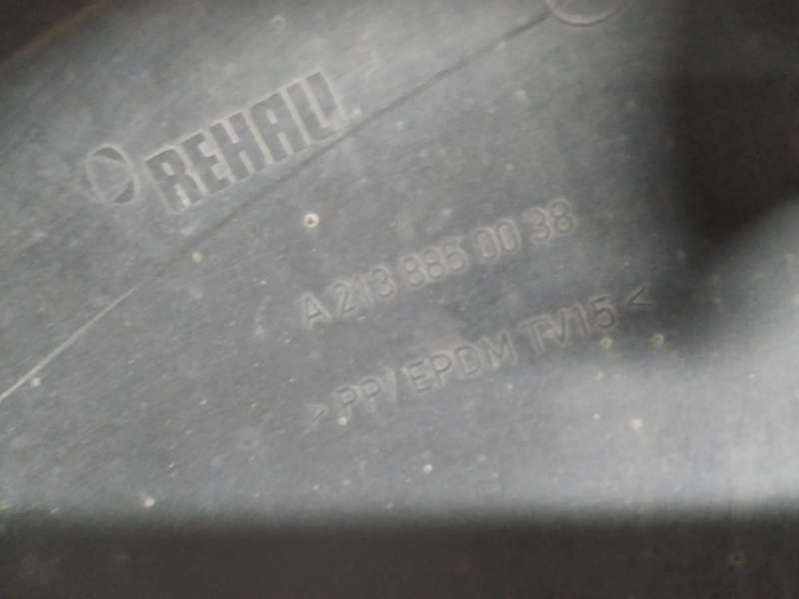 REHAU
A 213 885 00 38
>PP/EPDM TV15<